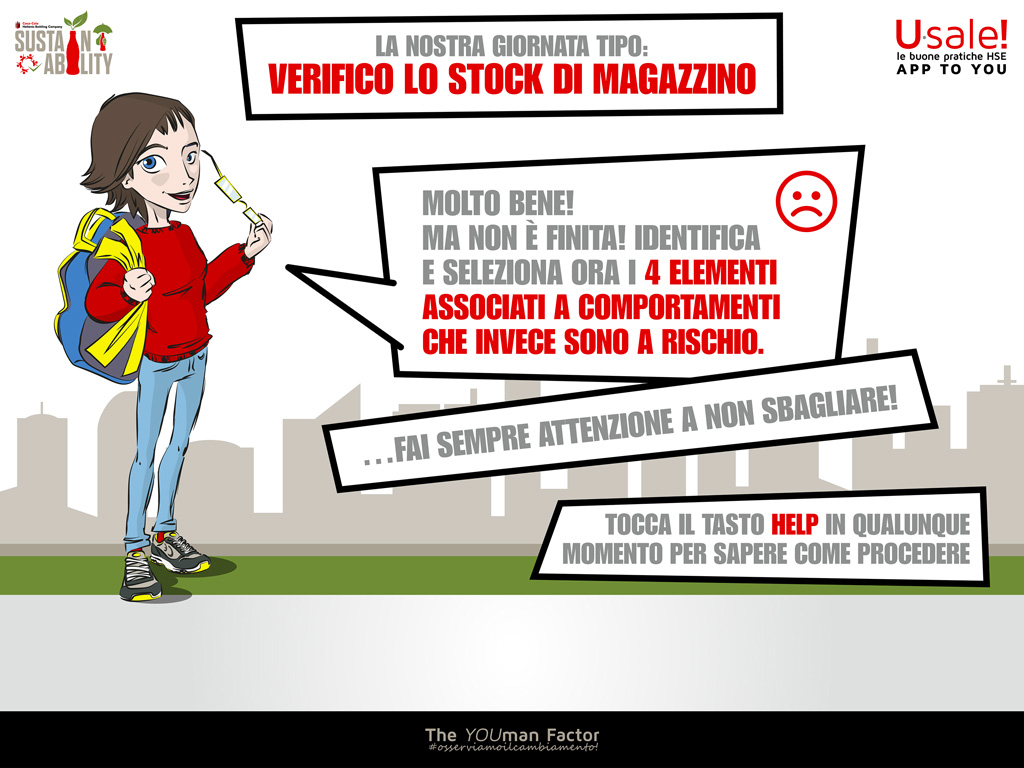 Coca-Cola
Hellenic Bottling Company
SUSTAIN
ABILITY
LA NOSTRA GIORNATA TIPO:
VERIFICO LO STOCK DI MAGAZZINO
U·sale!
le buone pratiche HSE
APP TO YOU
MOLTO BENE!
MA NON È FINITA! IDENTIFICA
E SELEZIONA ORA I 4 ELEMENTI
ASSOCIATI A COMPORTAMENTI
CHE INVECE SONO A RISCHIO.
...FAI SEMPRE ATTENZIONE A NON SBAGLIARE!
TOCCA IL TASTO HELP IN QUALUNQUE
MOMENTO PER SAPERE COME PROCEDERE
The YOUman Factor
#osserviamoilcambiamento!